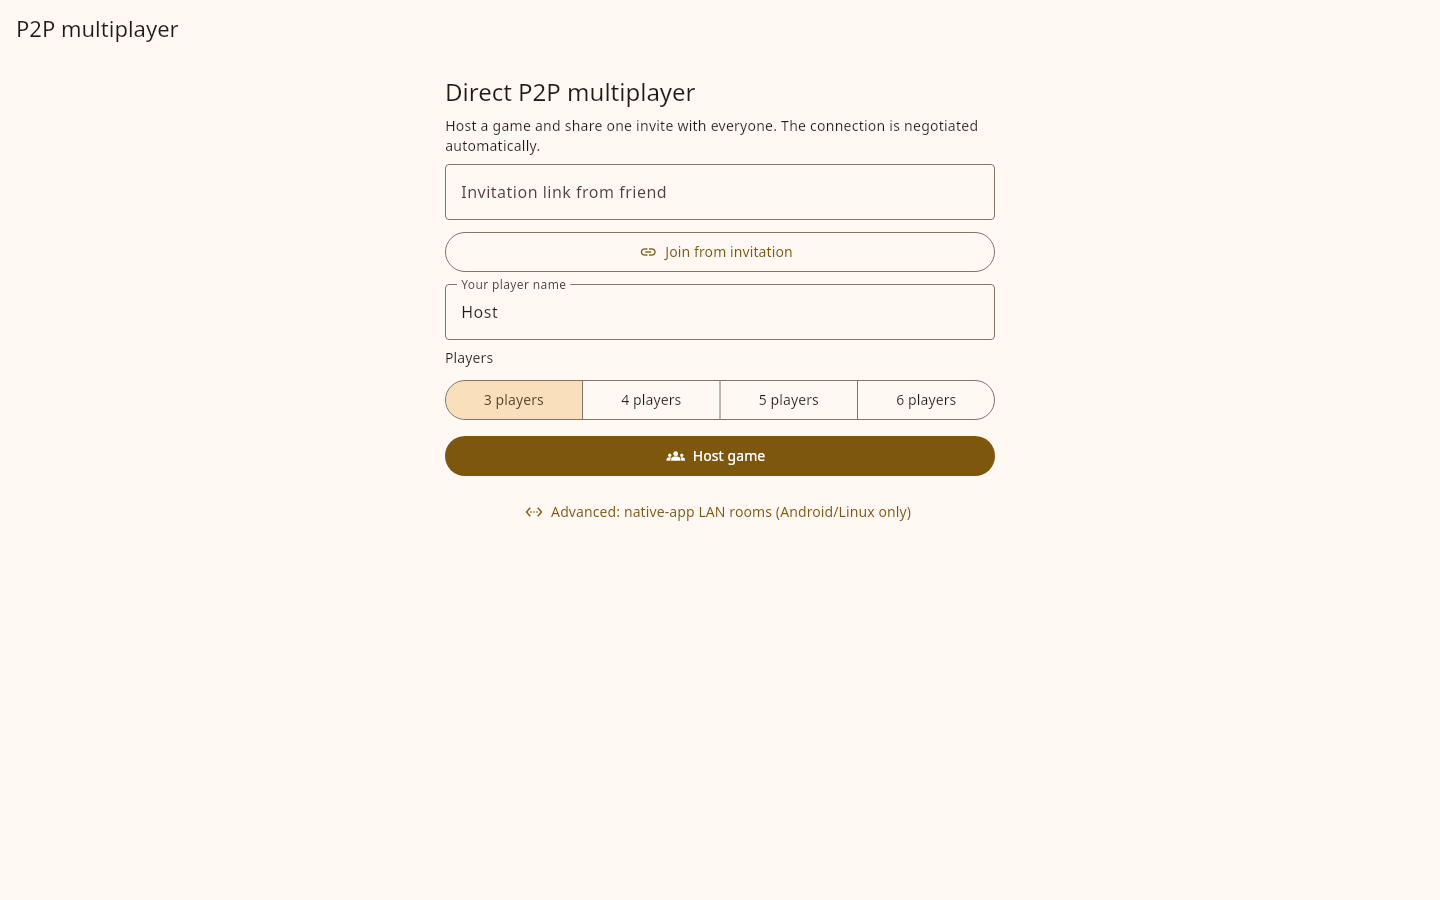 P2P multiplayer
Direct P2P multiplayer
Host a game and share one invite with everyone. The connection is negotiated
automatically.
Invitation link from friend
Join from invitation
Your player name
Host
Players
3 players
4 players
5 players
6 players
Host game
Advanced: native-app LAN rooms (Android/Linux only)